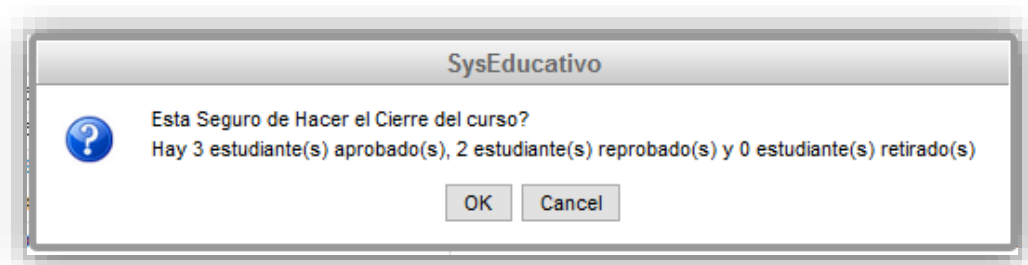 SysEducativo
Esta Seguro de Hacer el Cierre del curso?
Hay 3 estudiante(s) aprobado(s), 2 estudiante(s) reprobado(s) y 0 estudiante(s) retirado(s)
OK Cancel